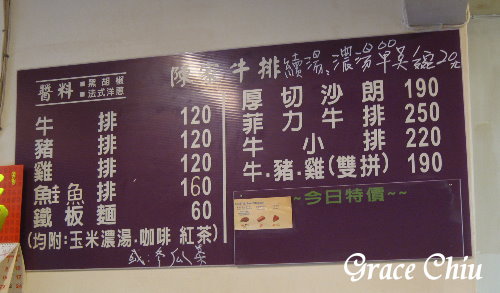 陳
牛排
續湯、濃湯單
20元
醬料
▪黑胡椒
▪法式洋蔥
牛排 120
豬排 120
雞排 120
鮭魚排 160
鐵板麵 60
(均附:玉米濃湯.咖啡 紅茶)
厚切沙朗 190
菲力牛排 250
牛小排 220
牛.豬.雞(雙拼) 190
~今日特價~~
Grace Chiu